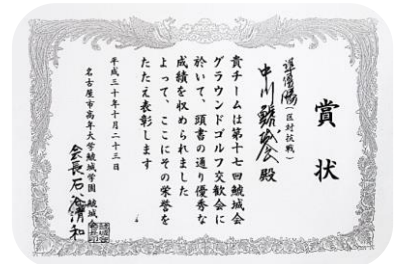 賞状
準優勝(区対抗戦)
中川鯱城会殿
貴チームは第十七回鯱城会
グラウンドゴルフ交歓会に
於いて、頭書の通り優秀な
成績を収められました
よって、ここにその栄誉を
たたえ表彰します
平成三十年十月二十三日
名古屋市高年大学鯱城学園 鯱城会
会長石
清和